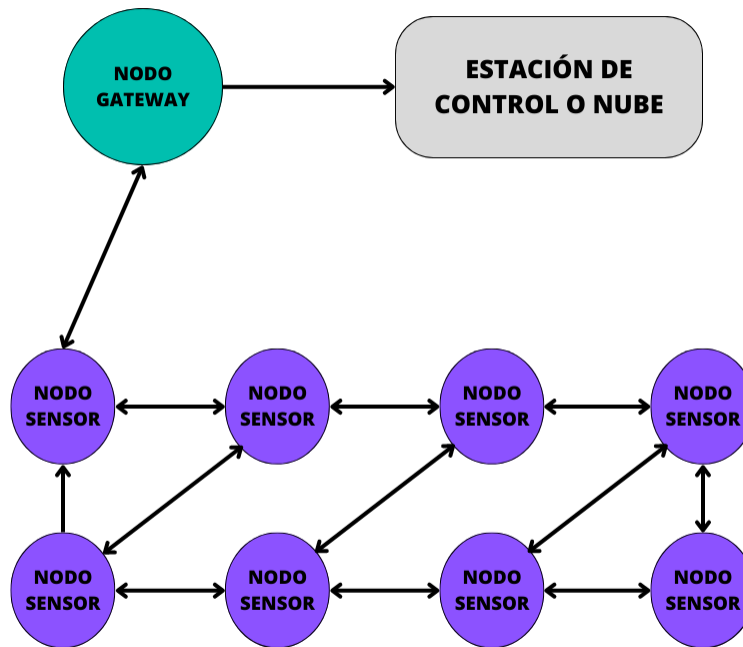 NODO
GATEWAY
ESTACIÓN DE
CONTROL O NUBE
NODO
SENSOR
NODO
SENSOR
NODO
SENSOR
NODO
SENSOR
NODO
SENSOR
NODO
SENSOR
NODO
SENSOR
NODO
SENSOR